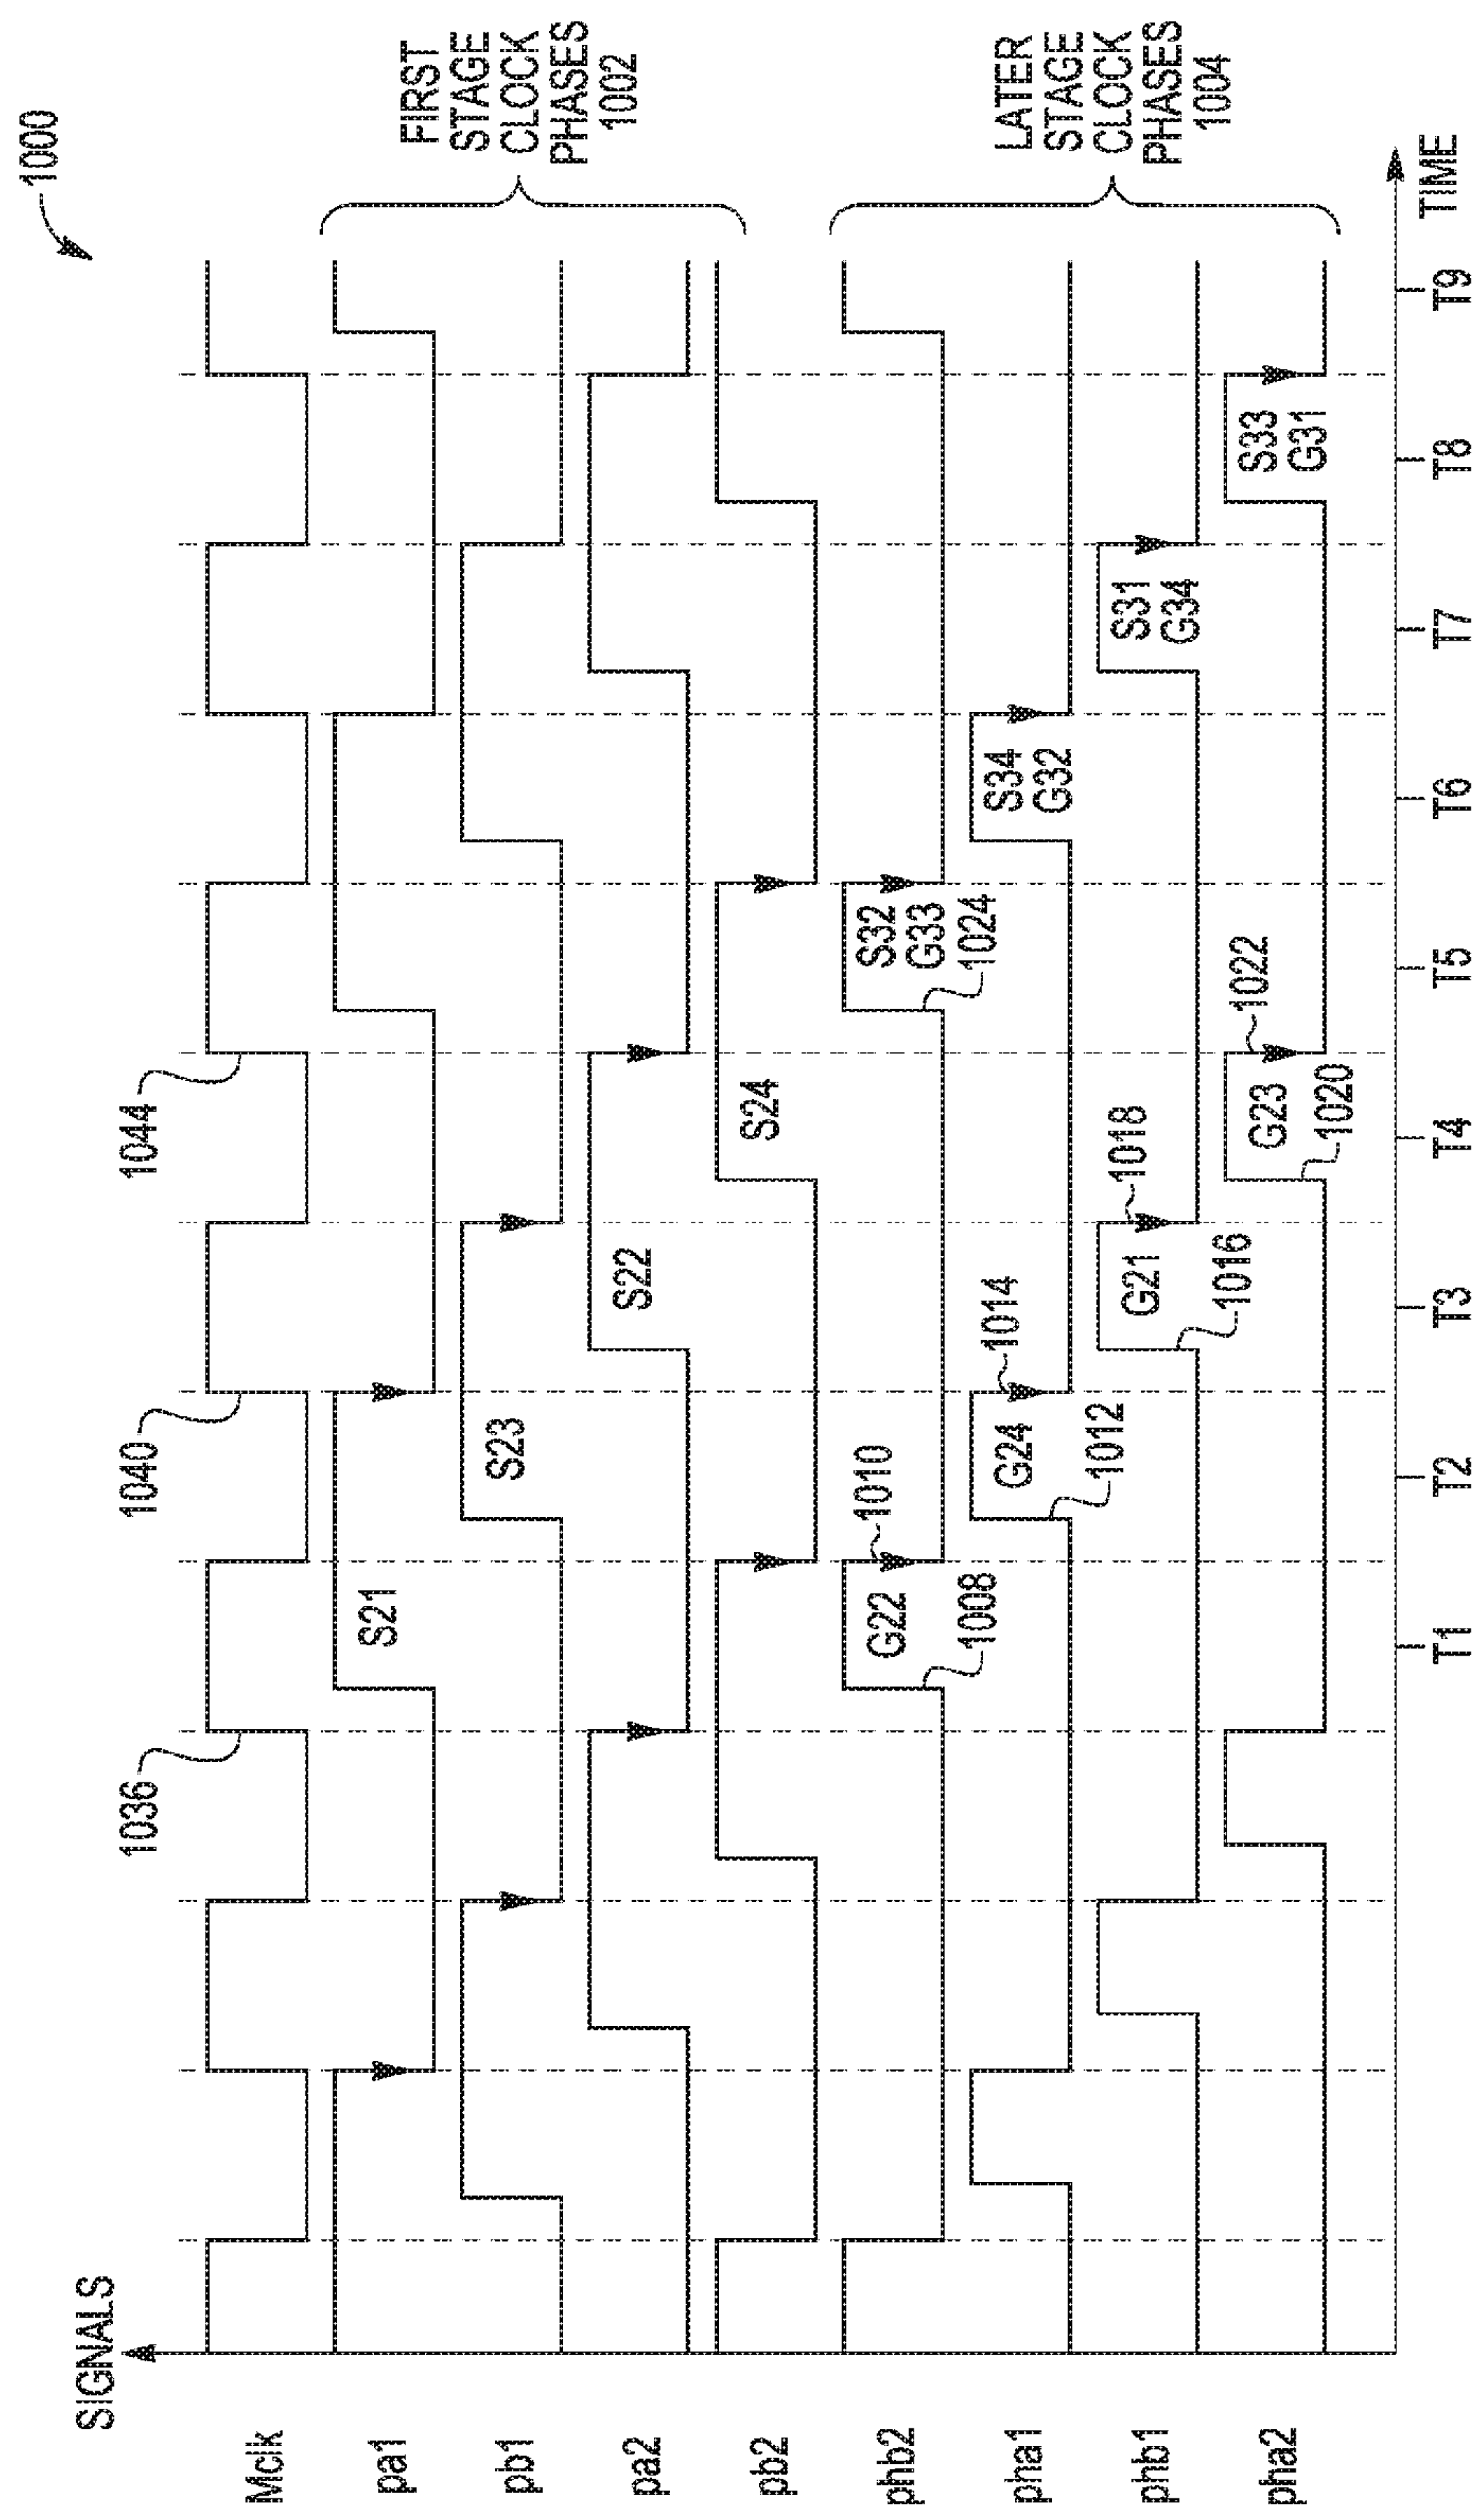 1000
SIGNALS
1036
1040
1044
Mclk
pa1
S21
FIRST
STAGE
CLOCK
PHASES
1002
pb1
S23
pa2
S22
pb2
S24
phb2
G22
1008
1010
S32
G33
1024
pha1
G24
1012
1014
S34
G32
phb1
G21
1016
1018
S31
G34
pha2
G23
1020
1022
S33
G31
LATER
STAGE
CLOCK
PHASES
1004
T1 T2 T3 T4 T5 T6 T7 T8 T9
TIME